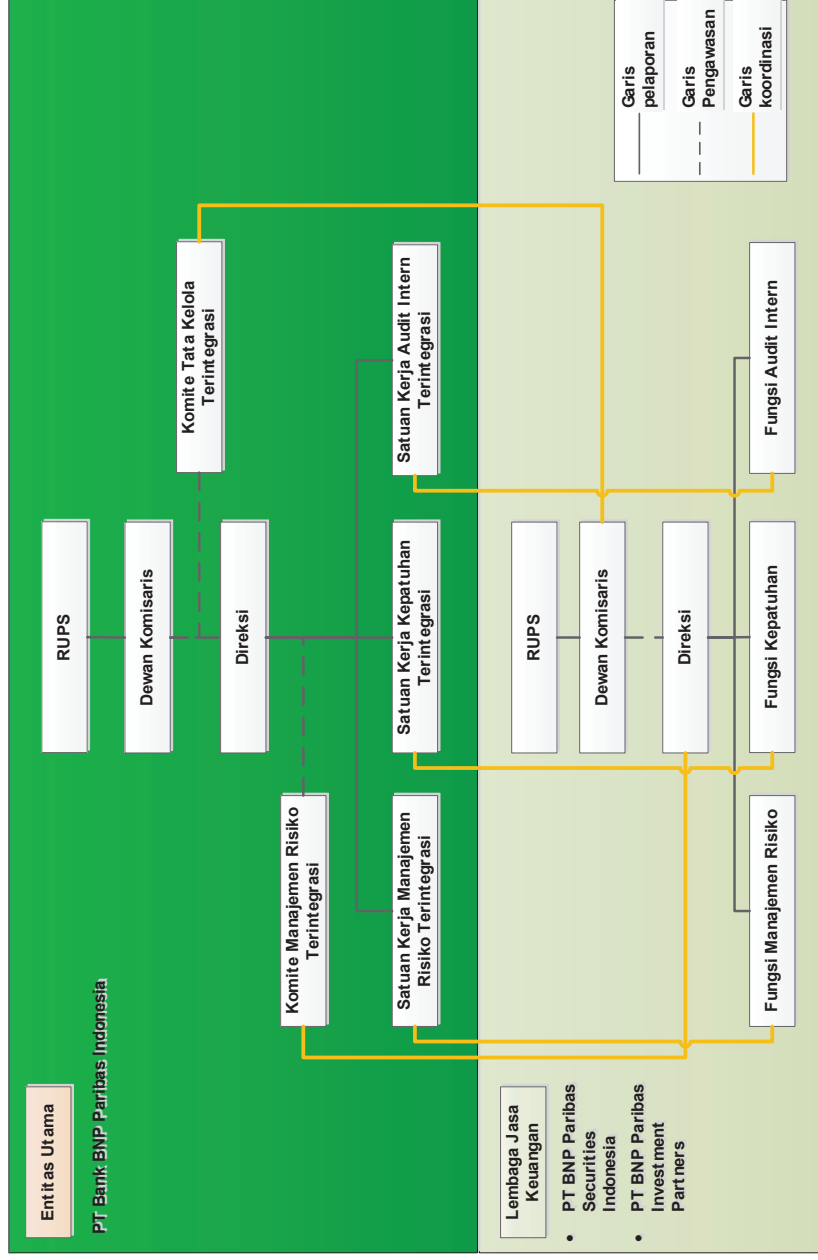 Entitas Utama
PT Bank BNP Paribas Indonesia
RUPS
Dewan Komisaris
Komite Tata Kelola
Terintegrasi
Direksi
Komite Manajemen Risiko
Terintegrasi
Satuan Kerja Manajemen
Risiko Terintegrasi
Satuan Kerja Kepatuhan
Terintegrasi
Satuan Kerja Audit Intern
Terintegrasi
Lembaga Jasa
Keuangan
• PT BNP Paribas
Securities
Indonesia
• PT BNP Paribas
Investment
Partners
RUPS
Dewan Komisaris
Direksi
Fungsi Manajemen Risiko
Fungsi Kepatuhan
Fungsi Audit Intern
Garis
pelaporan
Garis
Pengawasan
Garis
koordinasi